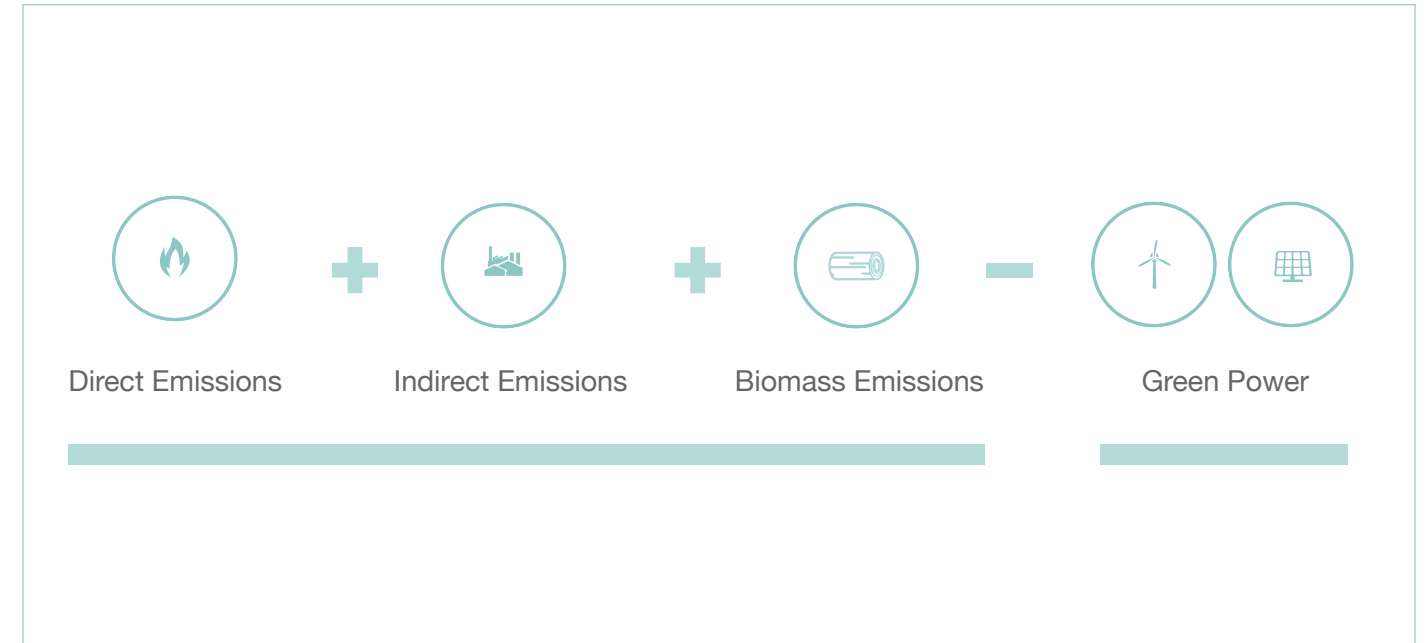 Direct Emissions
Indirect Emissions
Biomass Emissions
Green Power